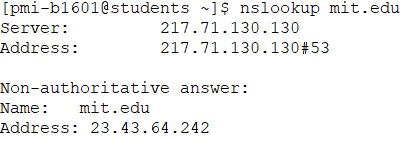 [pmi-b1601@students ~]$ nslookup mit.edu
Server:         217.71.130.130
Address:        217.71.130.130#53

Non-authoritative answer:
Name:   mit.edu
Address: 23.43.64.242